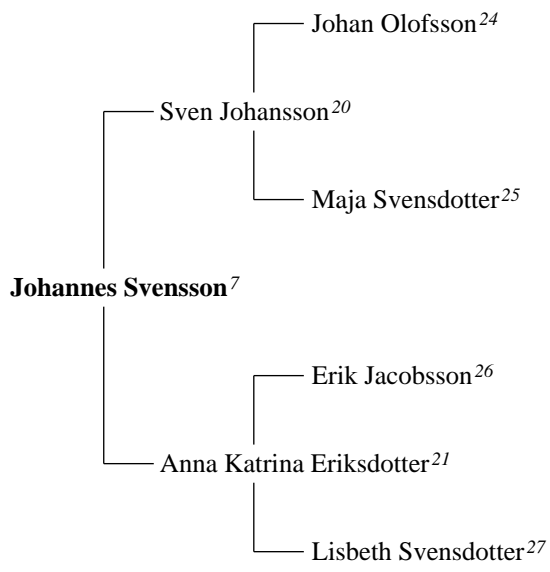 Johan Olofsson24
Sven Johansson20
Maja Svensdotter25
Johannes Svensson7
Erik Jacobsson26
Anna Katrina Eriksdotter21
Lisbeth Svensdotter27